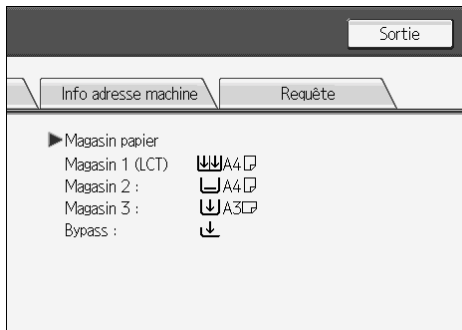 Sortie
Info adresse machine Requête
▶Magasin papier
Magasin 1 (LCT) A4
Magasin 2 : A4
Magasin 3 : A3
Bypass :